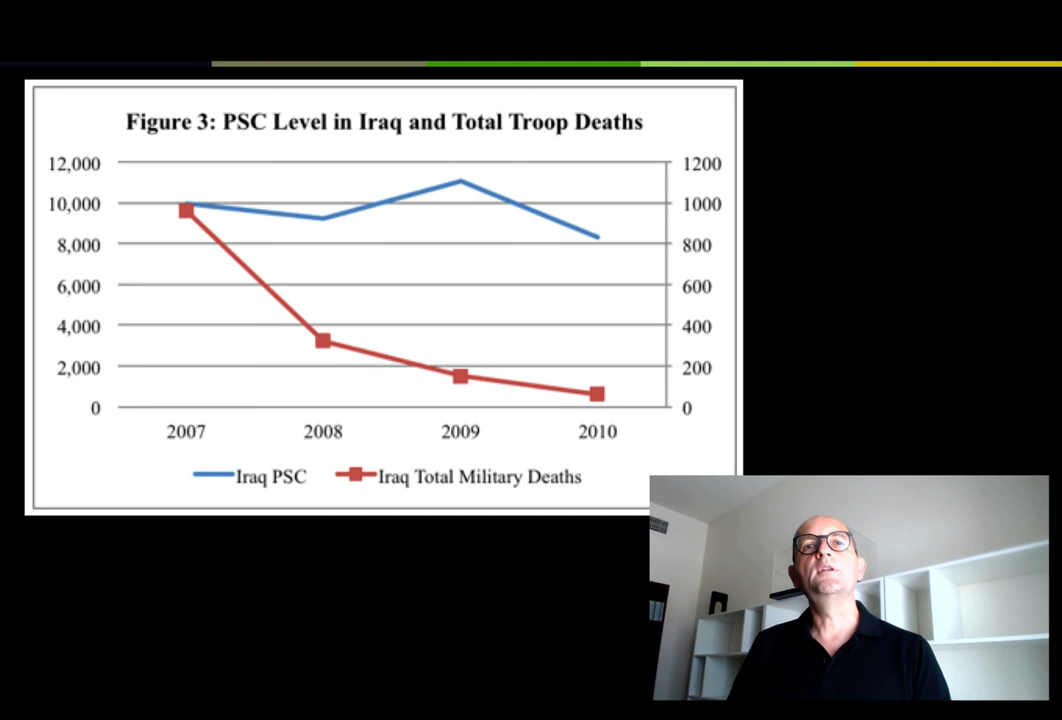 Figure 3: PSC Level in Iraq and Total Troop Deaths
12,000 1200
10,000 1000
8,000 800
6,000 600
4,000 400
2,000 200
0 0
2007 2008 2009 2010
Iraq PSC Iraq Total Military Deaths